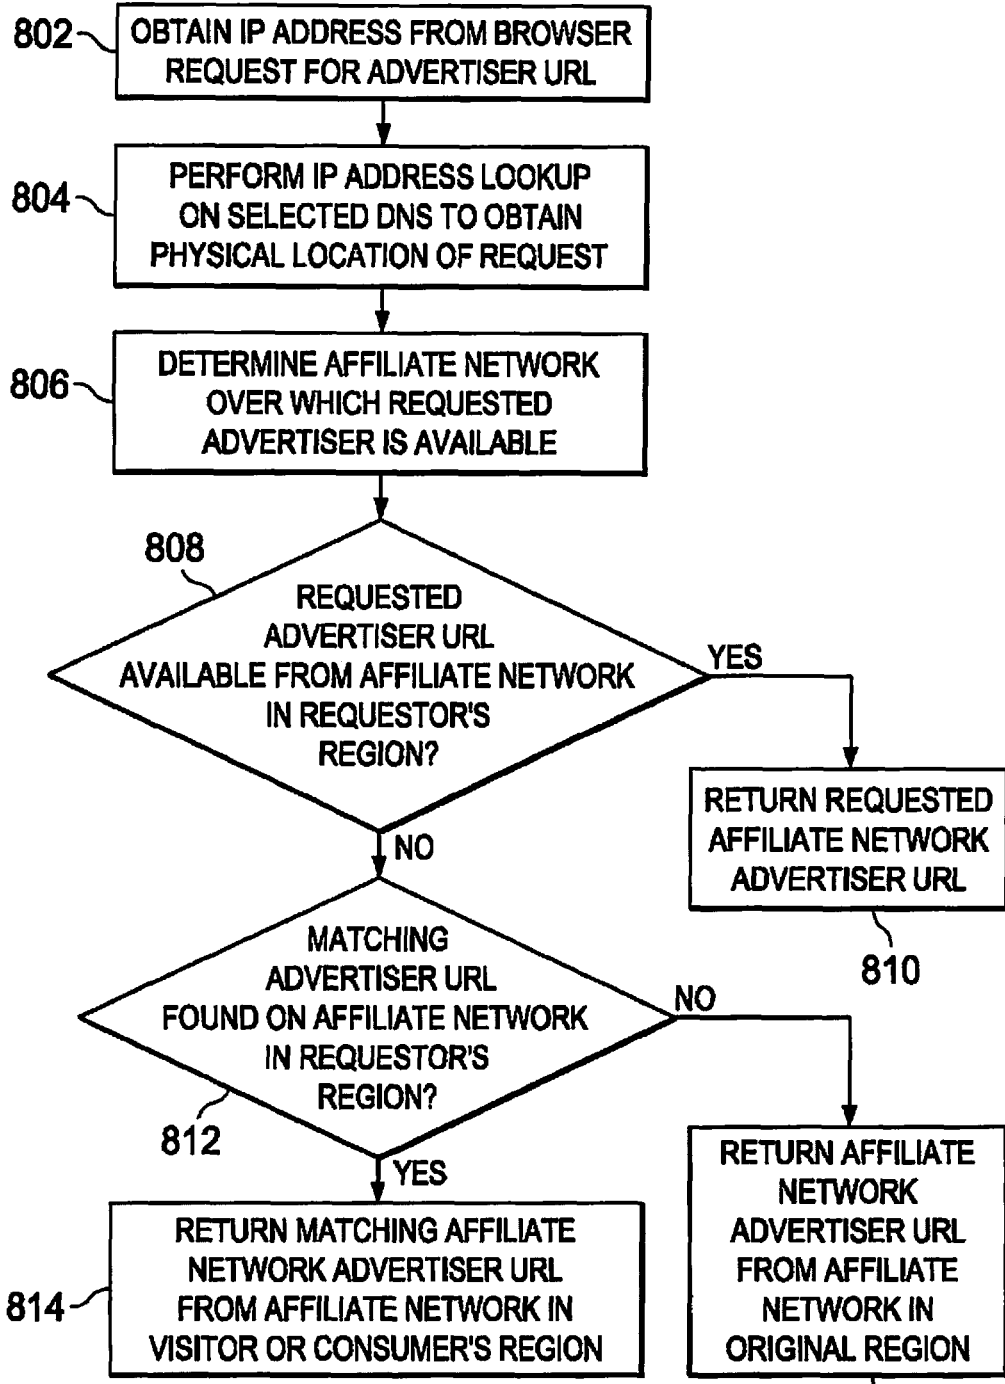 802
OBTAIN IP ADDRESS FROM BROWSER
REQUEST FOR ADVERTISER URL
804
PERFORM IP ADDRESS LOOKUP
ON SELECTED DNS TO OBTAIN
PHYSICAL LOCATION OF REQUEST
806
DETERMINE AFFILIATE NETWORK
OVER WHICH REQUESTED
ADVERTISER IS AVAILABLE
808
REQUESTED
ADVERTISER URL
AVAILABLE FROM AFFILIATE NETWORK
IN REQUESTOR'S
REGION?
YES
RETURN REQUESTED
AFFILIATE NETWORK
ADVERTISER URL
810
NO
MATCHING
ADVERTISER URL
FOUND ON AFFILIATE NETWORK
IN REQUESTOR'S
REGION?
812
NO
RETURN AFFILIATE
NETWORK
ADVERTISER URL
FROM AFFILIATE
NETWORK IN
ORIGINAL REGION
YES
814
RETURN MATCHING AFFILIATE
NETWORK ADVERTISER URL
FROM AFFILIATE NETWORK IN
VISITOR OR CONSUMER'S REGION